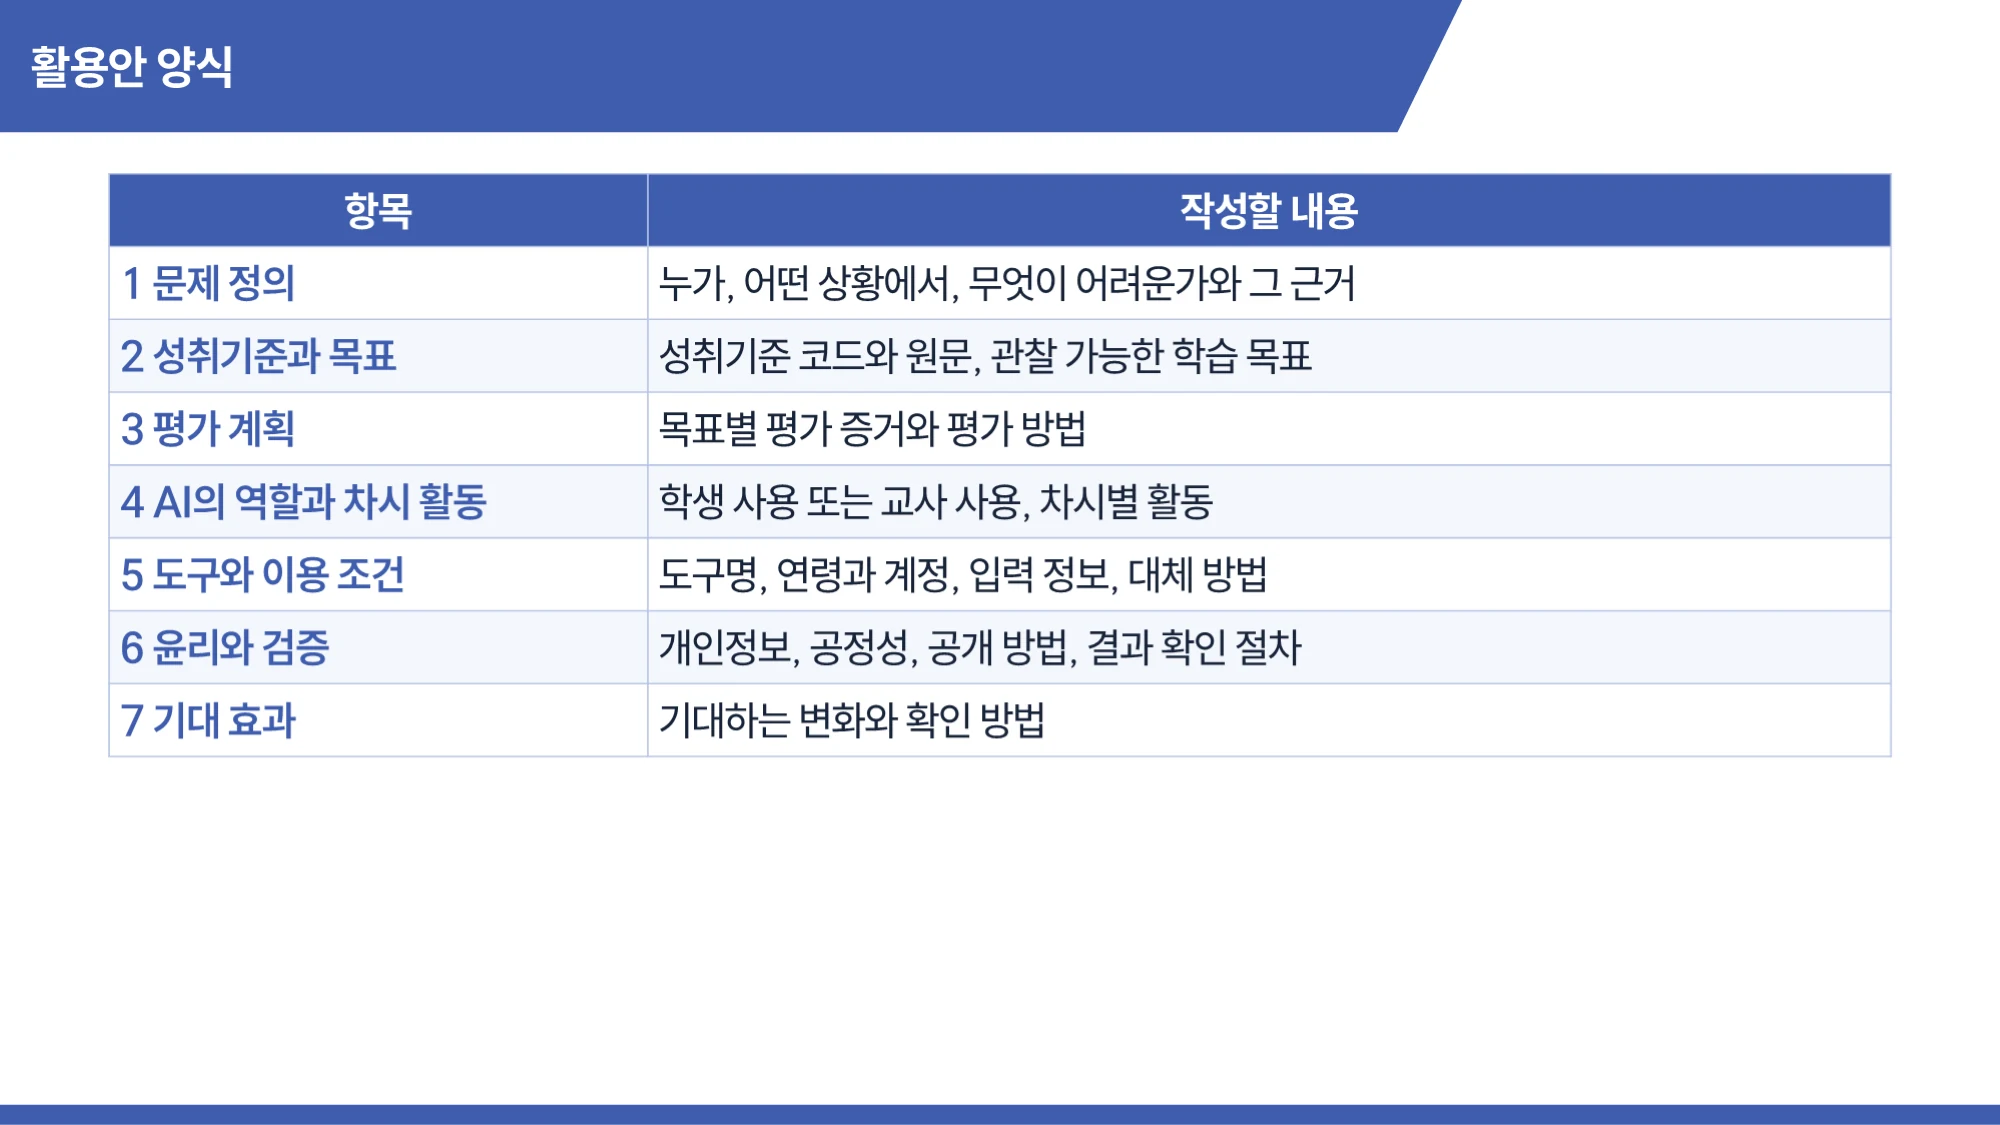 활용안 양식
항목 작성할 내용
1 문제 정의 누가, 어떤 상황에서, 무엇이 어려운가와 그 근거
2 성취기준과 목표 성취기준 코드와 원문, 관찰 가능한 학습 목표
3 평가 계획 목표별 평가 증거와 평가 방법
4 AI의 역할과 차시 활동 학생 사용 또는 교사 사용, 차시별 활동
5 도구와 이용 조건 도구명, 연령과 계정, 입력 정보, 대체 방법
6 윤리와 검증 개인정보, 공정성, 공개 방법, 결과 확인 절차
7 기대 효과 기대하는 변화와 확인 방법